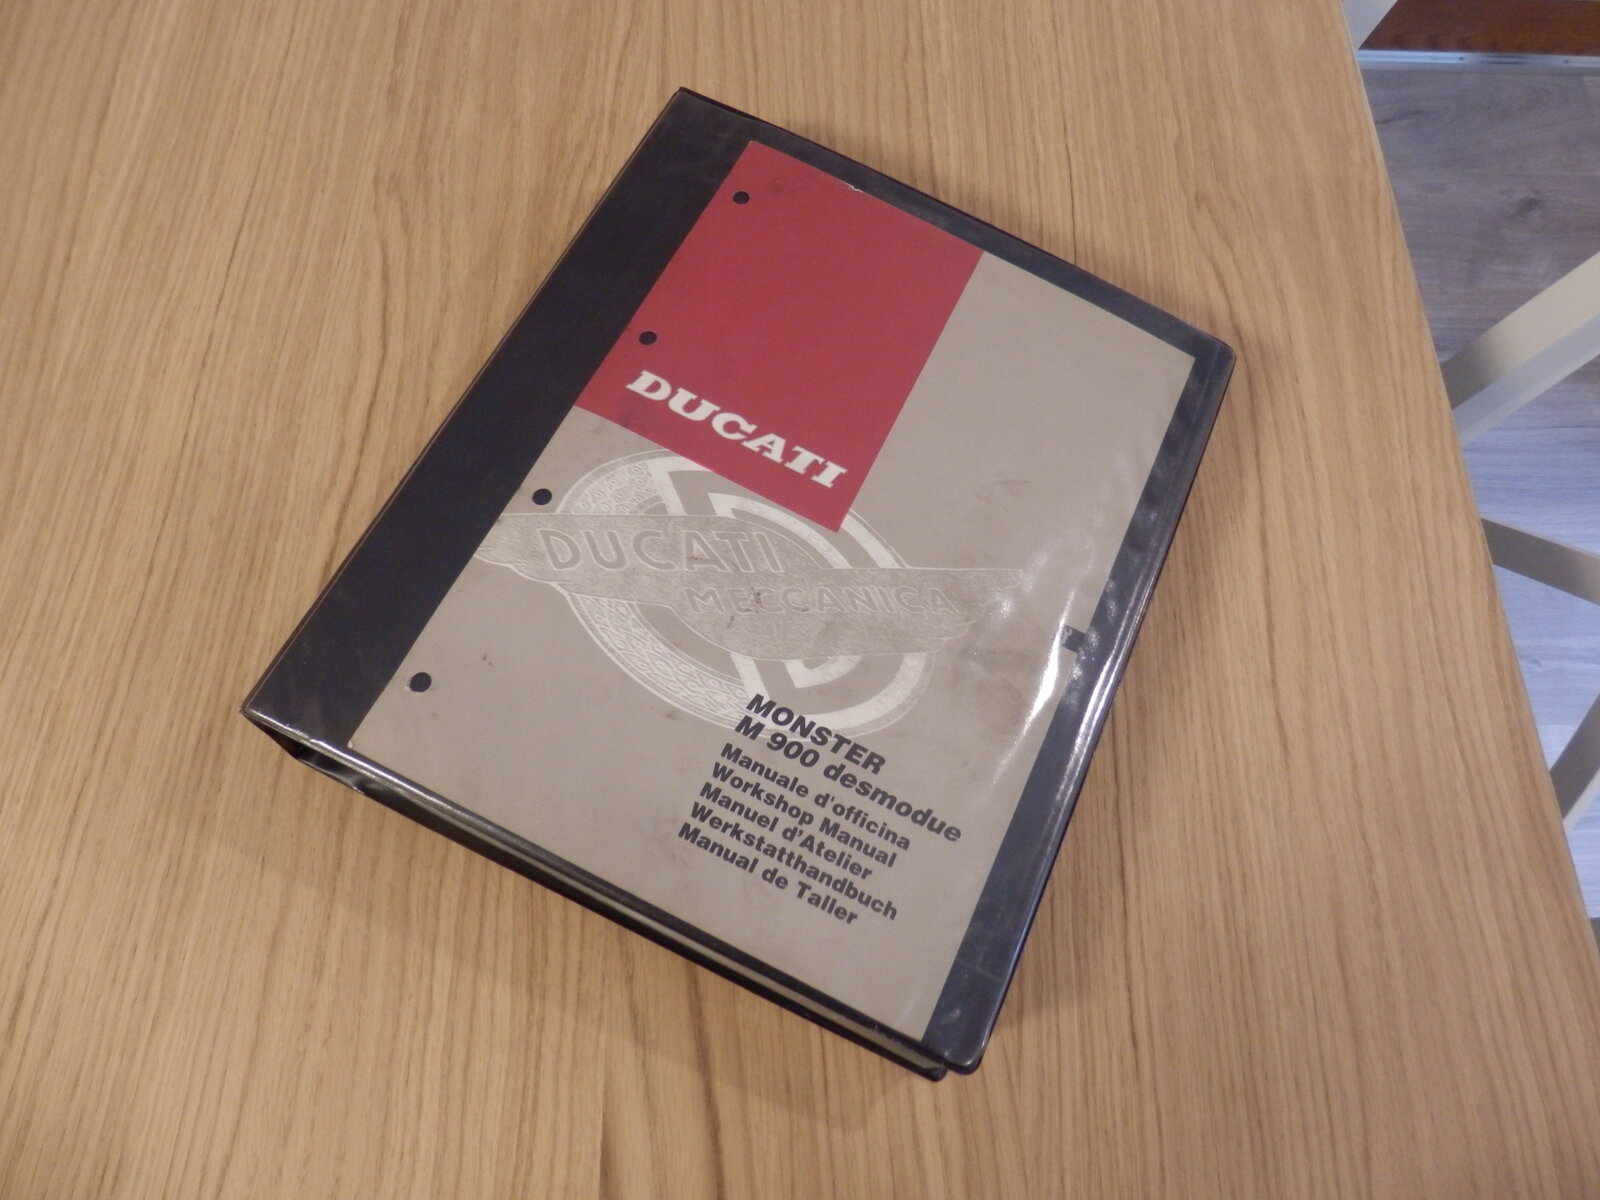 DUCATI
DUCATI
MECCANICA
MONSTER
M 900 desmodue
Manuale d'officina
Workshop Manual
Manuel d'Atelier
Werkstatthandbuch
Manual de Taller